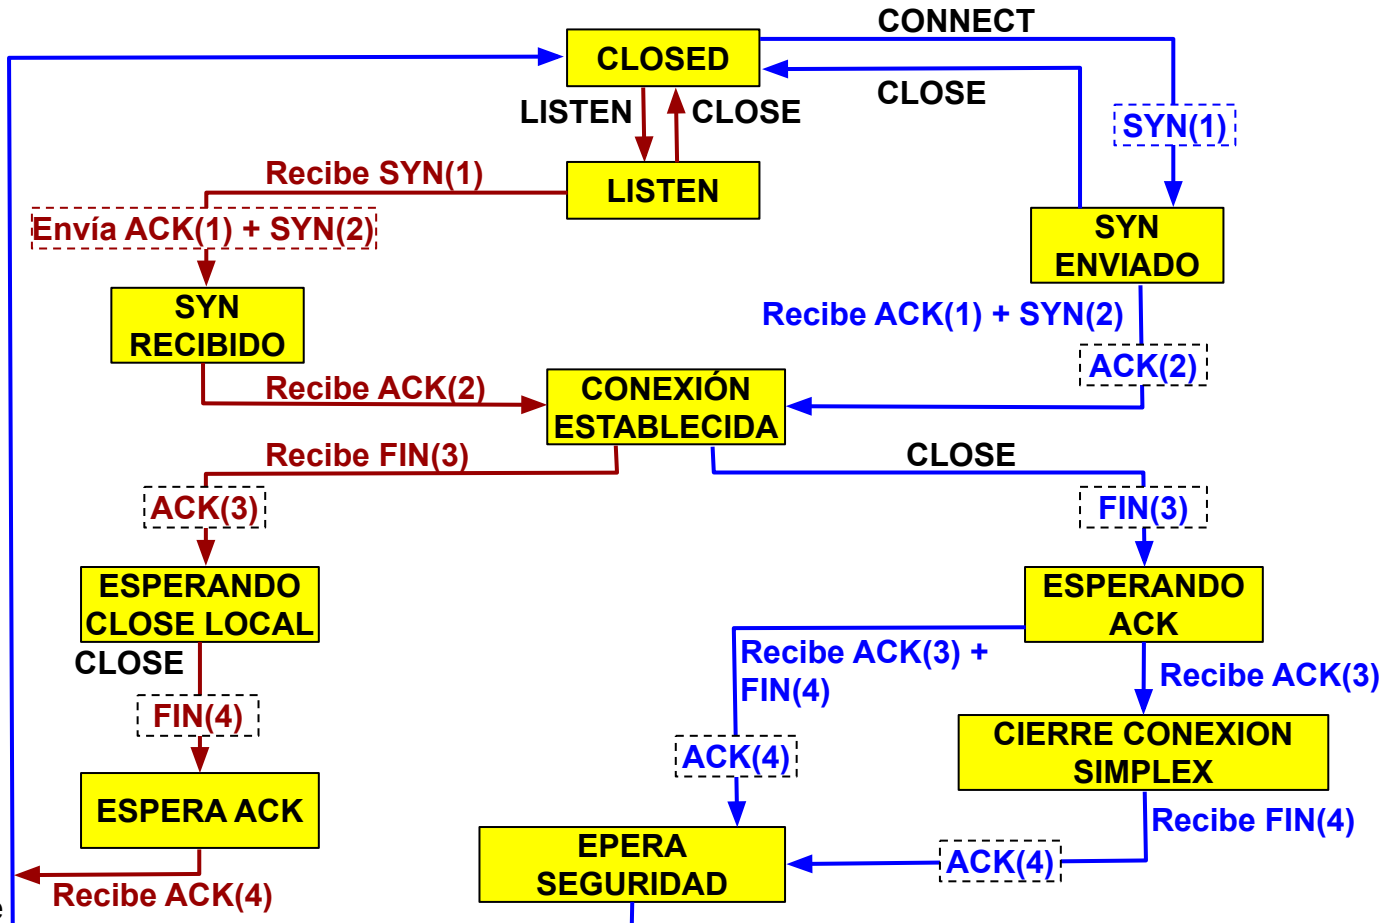 CONNECT
CLOSED
CLOSE
LISTEN
CLOSE
SYN(1)
Recibe SYN(1)
LISTEN
Envía ACK(1) + SYN(2)
SYN
ENVIADO
SYN
RECIBIDO
Recibe ACK(1) + SYN(2)
ACK(2)
Recibe ACK(2)
CONEXIÓN
ESTABLECIDA
Recibe FIN(3)
CLOSE
ACK(3)
FIN(3)
ESPERANDO
CLOSE LOCAL
ESPERANDO
ACK
CLOSE
Recibe ACK(3) +
FIN(4)
Recibe ACK(3)
FIN(4)
CIERRE CONEXION
SIMPLEX
ACK(4)
ESPERA ACK
Recibe FIN(4)
EPERA
SEGURIDAD
ACK(4)
Recibe ACK(4)
e